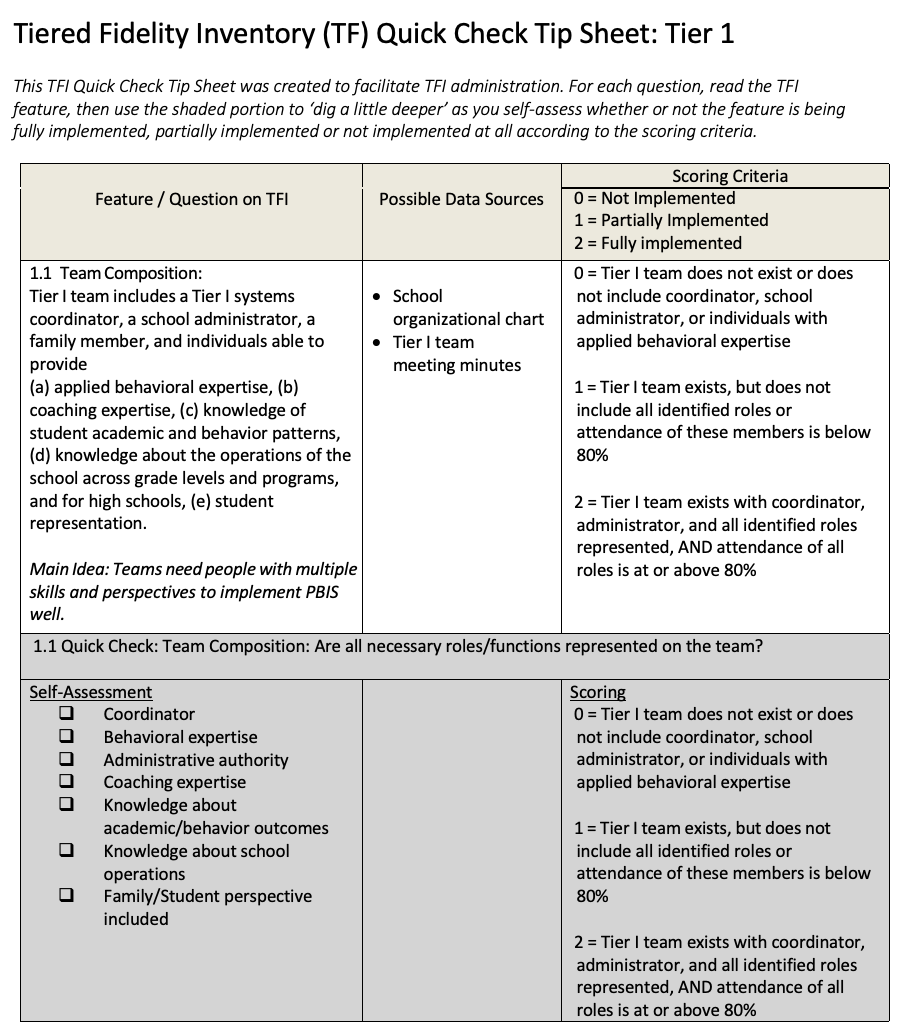 Tiered Fidelity Inventory (TF) Quick Check Tip Sheet: Tier 1
This TFI Quick Check Tip Sheet was created to facilitate TFI administration. For each question, read the TFI
feature, then use the shaded portion to ‘dig a little deeper’ as you self-assess whether or not the feature is being
fully implemented, partially implemented or not implemented at all according to the scoring criteria.
Feature / Question on TFI
Possible Data Sources
Scoring Criteria
0 = Not Implemented
1 = Partially Implemented
2 = Fully implemented
1.1 Team Composition:
Tier I team includes a Tier I systems
coordinator, a school administrator, a
family member, and individuals able to
provide
(a) applied behavioral expertise, (b)
coaching expertise, (c) knowledge of
student academic and behavior patterns,
(d) knowledge about the operations of the
school across grade levels and programs,
and for high schools, (e) student
representation.
Main Idea: Teams need people with multiple
skills and perspectives to implement PBIS
well.
• School
organizational chart
• Tier I team
meeting minutes
0 = Tier I team does not exist or does
not include coordinator, school
administrator, or individuals with
applied behavioral expertise
1 = Tier I team exists, but does not
include all identified roles or
attendance of these members is below
80%
2 = Tier I team exists with coordinator,
administrator, and all identified roles
represented, AND attendance of all
roles is at or above 80%
1.1 Quick Check: Team Composition: Are all necessary roles/functions represented on the team?
Self-Assessment
❑ Coordinator
❑ Behavioral expertise
❑ Administrative authority
❑ Coaching expertise
❑ Knowledge about
academic/behavior outcomes
❑ Knowledge about school
operations
❑ Family/Student perspective
included
Scoring
0 = Tier I team does not exist or does
not include coordinator, school
administrator, or individuals with
applied behavioral expertise
1 = Tier I team exists, but does not
include all identified roles or
attendance of these members is below
80%
2 = Tier I team exists with coordinator,
administrator, and all identified roles
represented, AND attendance of all
roles is at or above 80%